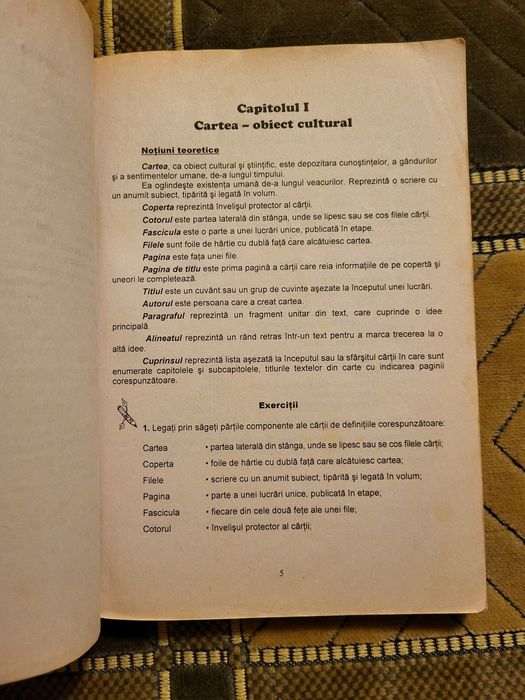 Capitolul I
Cartea – obiect cultural
Noțiuni teoretice
Cartea, ca obiect cultural și științific, este depozitara cunoștințelor, a gândurilor
și a sentimentelor umane, de-a lungul timpului.
Ea oglindește existența umană de-a lungul veacurilor. Reprezintă o scriere cu
un anumit subiect, tipărită și legată în volum.
Coperta reprezintă învelișul protector al cărții.
Cotorul este partea laterală din stânga, unde se lipesc sau se cos filele cărții.
Fascicula este o parte a unei lucrări unice, publicată în etape.
Filele sunt foile de hârtie cu dublă față care alcătuiesc cartea.
Pagina este fața unei file.
Pagina de titlu este prima pagină a cărții care reia informațiile de pe copertă și
uneori le completează.
Titlul este un cuvânt sau un grup de cuvinte așezate la începutul unei lucrări.
Autorul este persoana care a creat cartea.
Paragraful reprezintă un fragment unitar din text, care cuprinde o idee
principală.
Alineatul reprezintă un rând retras într-un text pentru a marca trecerea la o
altă idee.
Cuprinsul reprezintă lista așezată la începutul sau la sfârșitul cărții în care sunt
enumerate capitolele și subcapitolele, titlurile textelor din carte cu indicarea paginii
corespunzătoare.
Exerciții
1. Legați prin săgeți părțile componente ale cărții de definițiile corespunzătoare:
Cartea • partea laterală din stânga, unde se lipesc sau se cos filele cărții;
Coperta • foile de hârtie cu dublă față care alcătuiesc cartea;
Filele • scriere cu un anumit subiect, tipărită și legată în volum;
Pagina • parte a unei lucrări unice, publicată în etape;
Fascicula • fiecare din cele două fețe ale unei file;
Cotorul • învelișul protector al cărții;
5